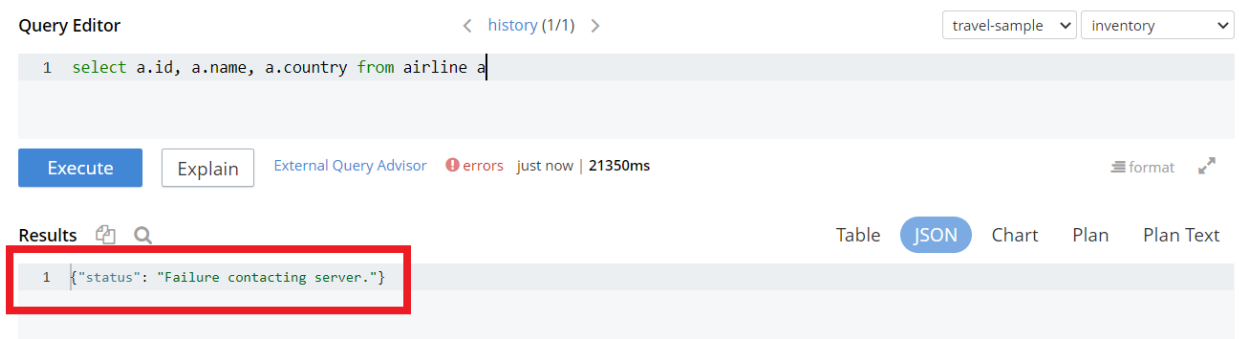 Query Editor < history (1/1) > travel-sample inventory
1 select a.id, a.name, a.country from airline a
Execute Explain External Query Advisor errors just now | 21350ms format
Results Table JSON Chart Plan Plan Text
1 {"status": "Failure contacting server."}